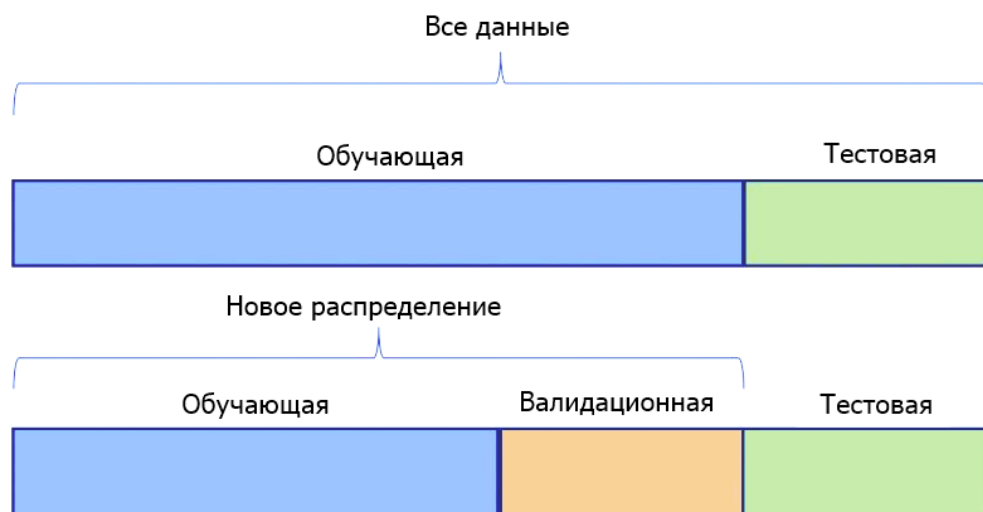 Все данные
Обучающая
Тестовая
Новое распределение
Обучающая
Валидационная
Тестовая